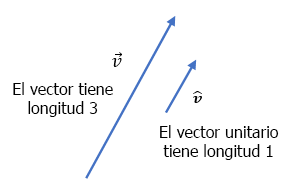 v⃗
El vector tiene
longitud 3
v̂
El vector unitario
tiene longitud 1